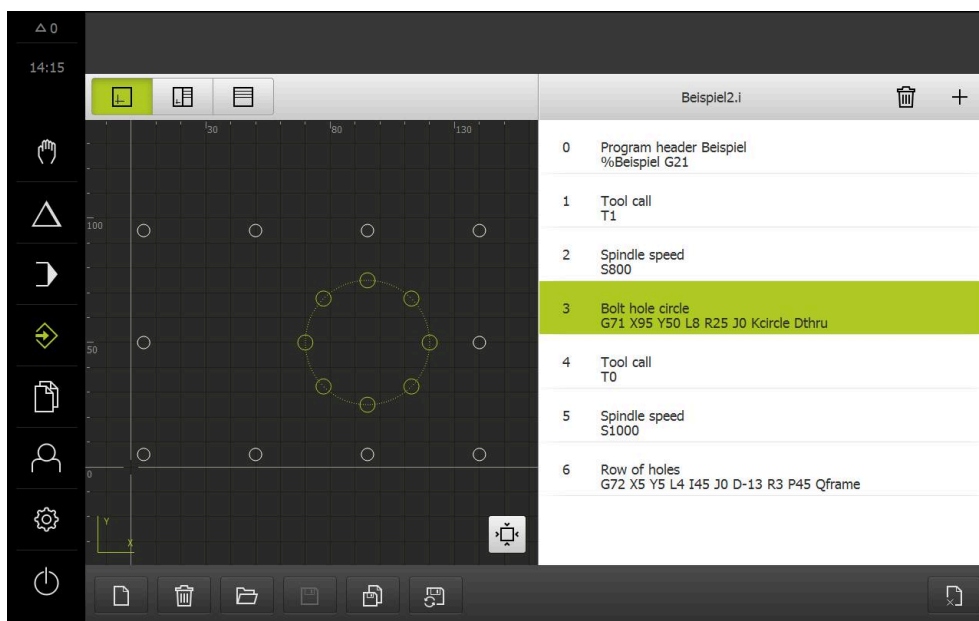 0
14:15
Beispiel2.i
30
80
130
100
50
0
Y
X
0 Program header Beispiel
%Beispiel G21
1 Tool call
T1
2 Spindle speed
S800
3 Bolt hole circle
G71 X95 Y50 L8 R25 J0 Kcircle Dthru
4 Tool call
T0
5 Spindle speed
S1000
6 Row of holes
G72 X5 Y5 L4 I45 J0 D-13 R3 P45 Qframe